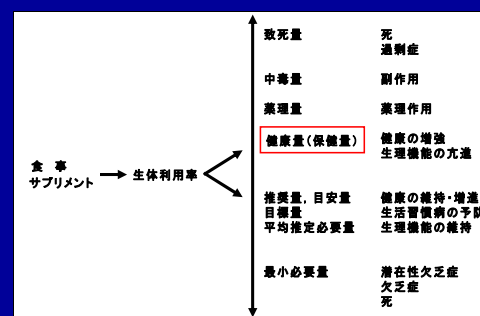 致死量 死
過剰症
中毒量 副作用
薬理量 薬理作用
健康量(保健量) 健康の増強
生理機能の亢進
食 事
サプリメント
生体利用率
推奨量, 目安量 健康の維持・増進
目標量 生活習慣病の予防
平均推定必要量 生理機能の維持
最小必要量 潜在性欠乏症
欠乏症
死